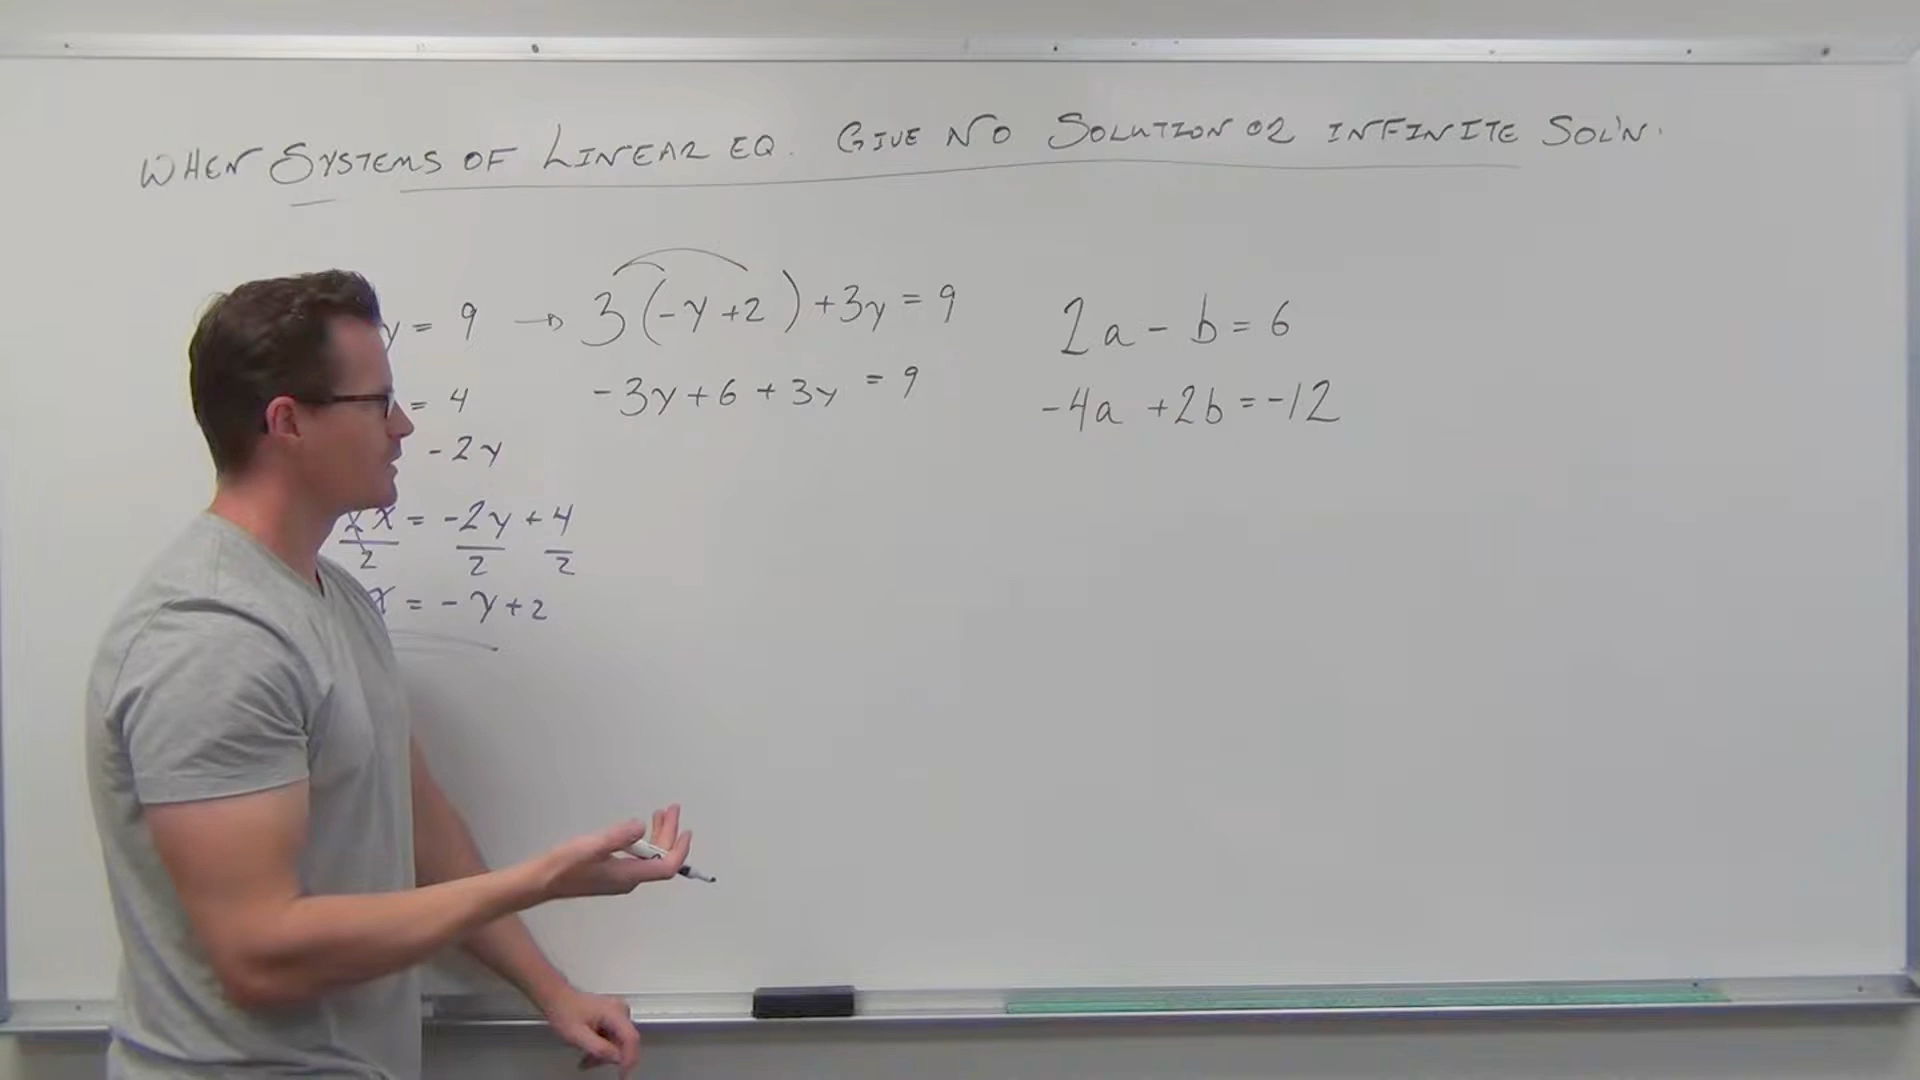 WHEN SYSTEMS OF LINEAR EQ. GIVE NO SOLUTION OR INFINITE SOL'N.
y = 9 → 3(-y+2)+3y = 9
= 4
-2y
2x = -2y + 4
2 2 2
x = -y+2
-3y+6+3y = 9
2a - b = 6
-4a +2b = -12